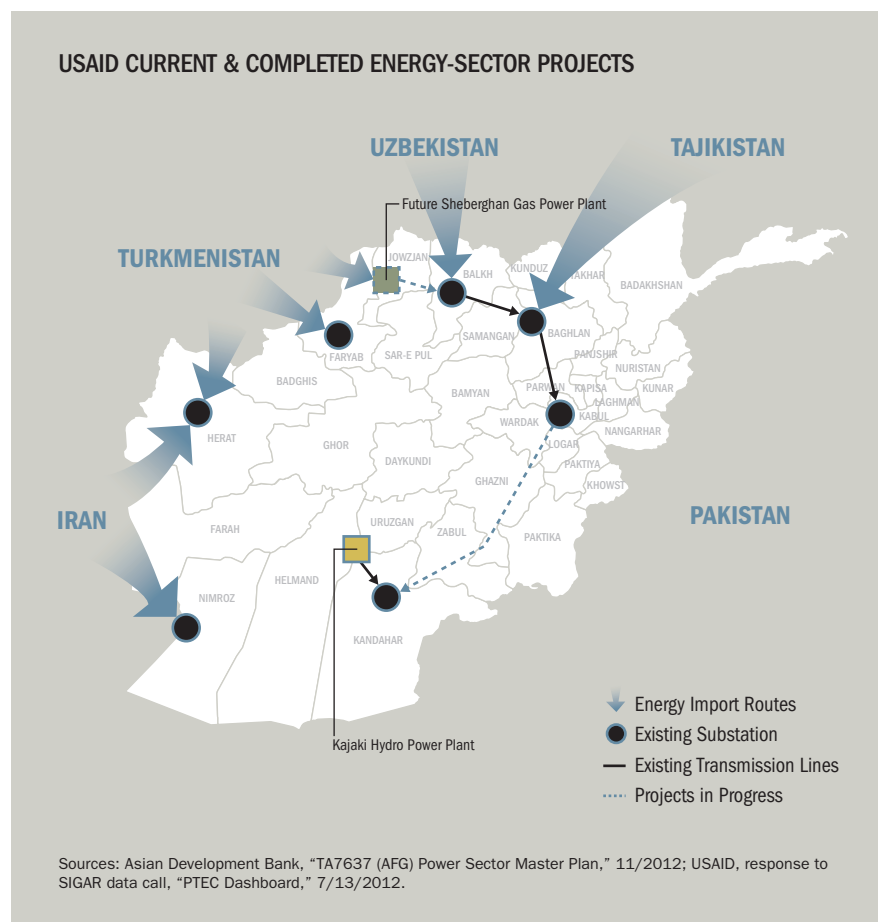 USAID CURRENT & COMPLETED ENERGY-SECTOR PROJECTS
UZBEKISTAN
TAJIKISTAN
Future Sheberghan Gas Power Plant
TURKMENISTAN
JOWZJAN
BALKH
KUNDUZ
TAKHAR
BADAKHSHAN
FARYAB
SAR-E PUL
SAMANGAN
BAGHLAN
PANJSHIR
NURISTAN
BADGHIS
BAMYAN
PARWAN
KAPISA
KUNAR
LAGHMAN
KABUL
HERAT
GHOR
WARDAK
NANGARHAR
LOGAR
DAYKUNDI
PAKTIYA
GHAZNI
KHOWST
IRAN
PAKISTAN
FARAH
URUZGAN
ZABUL
PAKTIKA
HELMAND
NIMROZ
KANDAHAR
Kajaki Hydro Power Plant
Energy Import Routes
Existing Substation
Existing Transmission Lines
Projects in Progress
Sources: Asian Development Bank, “TA7637 (AFG) Power Sector Master Plan,” 11/2012; USAID, response to
SIGAR data call, “PTEC Dashboard,” 7/13/2012.